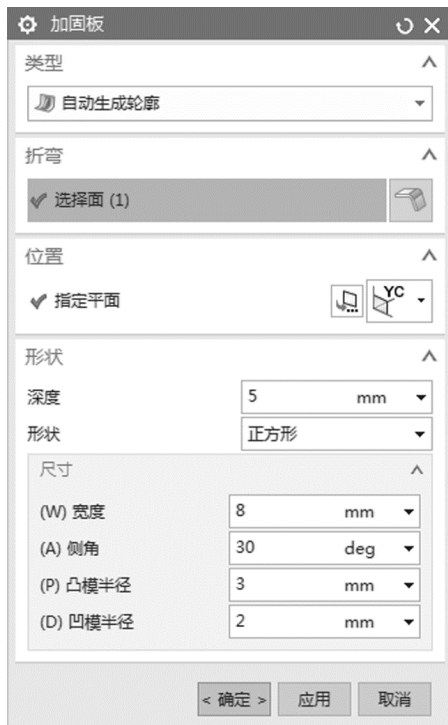 加固板
类型
自动生成轮廓
折弯
选择面 (1)
位置
指定平面 YC
形状
深度 5 mm
形状 正方形
尺寸
(W) 宽度 8 mm
(A) 侧角 30 deg
(P) 凸模半径 3 mm
(D) 凹模半径 2 mm
< 确定 > 应用 取消